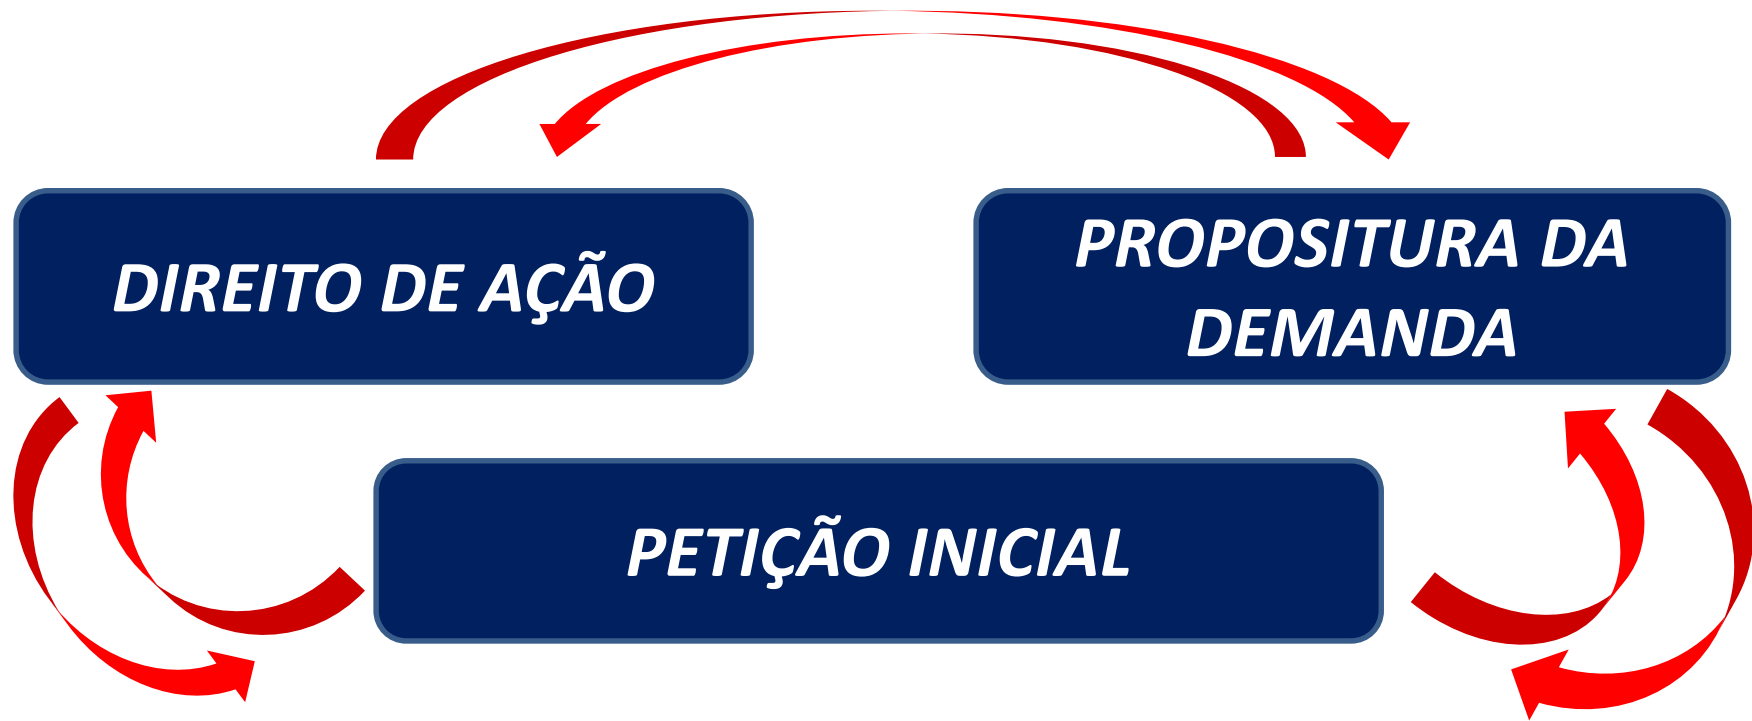 DIREITO DE AÇÃO
PROPOSITURA DA
DEMANDA
PETIÇÃO INICIAL